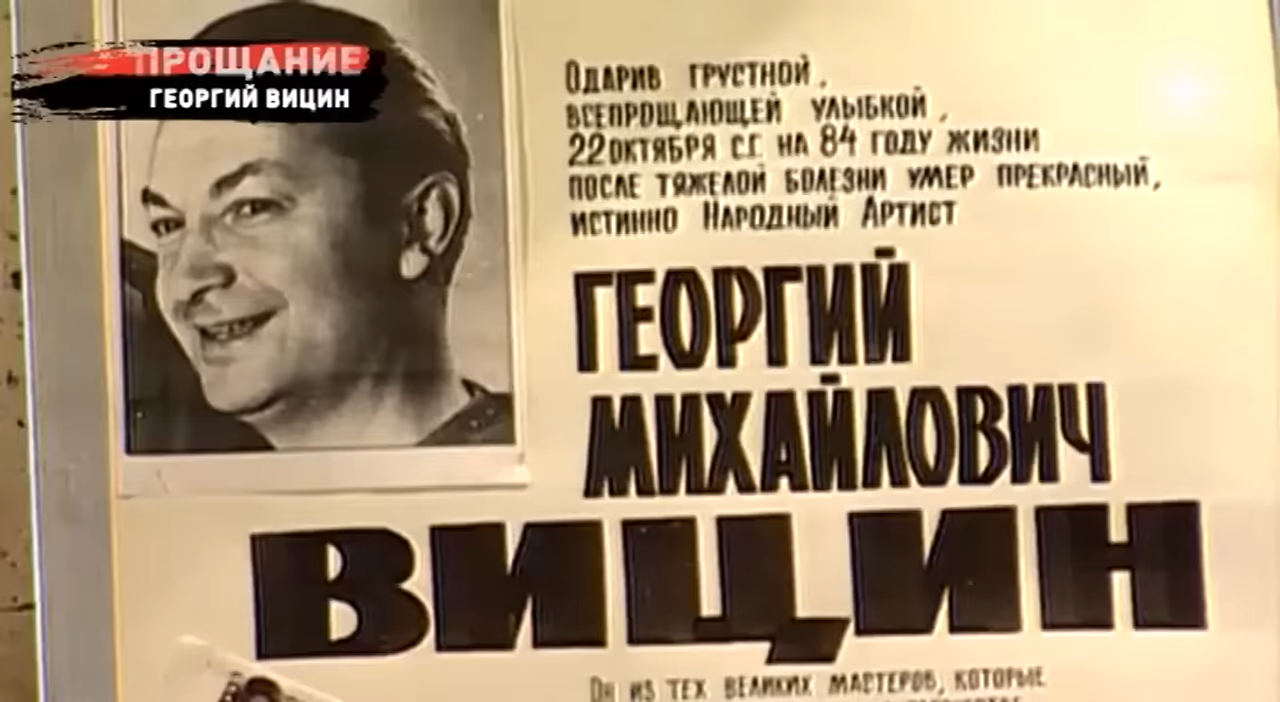 ПРОЩАНИЕ
ГЕОРГИЙ ВИЦИН
Одарив грустной,
всепрощающей улыбкой,
22 октября с.г. на 84 году жизни
после тяжелой болезни умер прекрасный,
истинно Народный Артист
ГЕОРГИЙ
МИХАЙЛОВИЧ
ВИЦИН
Он из тех великих мастеров, которые